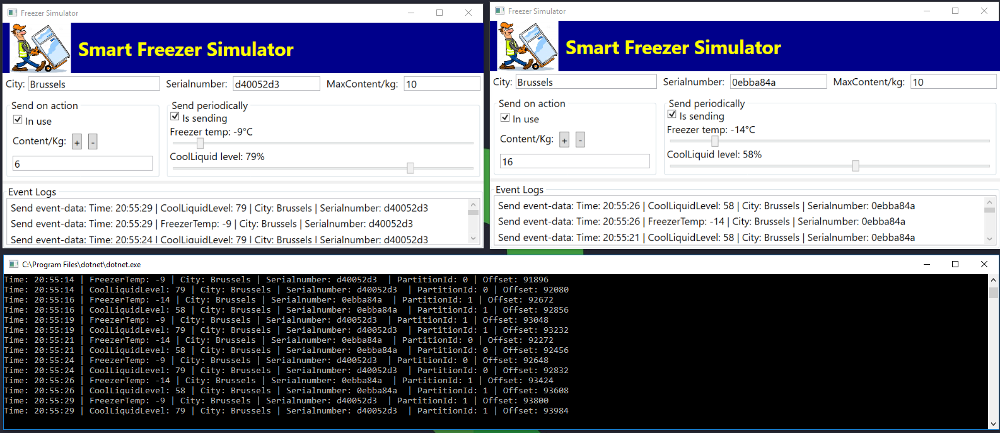 Freezer Simulator
Smart Freezer Simulator
City: Brussels Serialnumber: d40052d3 MaxContent/kg: 10
Send on action
In use
Content/Kg: + -
6
Send periodically
Is sending
Freezer temp: -9°C
CoolLiquid level: 79%
Event Logs
Send event-data: Time: 20:55:29 | CoolLiquidLevel: 79 | City: Brussels | Serialnumber: d40052d3
Send event-data: Time: 20:55:29 | FreezerTemp: -9 | City: Brussels | Serialnumber: d40052d3
Send event-data: Time: 20:55:24 | CoolLiquidLevel: 79 | City: Brussels | Serialnumber: d40052d3
Freezer Simulator
Smart Freezer Simulator
City: Brussels Serialnumber: 0ebba84a MaxContent/kg: 10
Send on action
In use
Content/Kg: + -
16
Send periodically
Is sending
Freezer temp: -14°C
CoolLiquid level: 58%
Event Logs
Send event-data: Time: 20:55:26 | CoolLiquidLevel: 58 | City: Brussels | Serialnumber: 0ebba84a
Send event-data: Time: 20:55:26 | FreezerTemp: -14 | City: Brussels | Serialnumber: 0ebba84a
Send event-data: Time: 20:55:21 | CoolLiquidLevel: 58 | City: Brussels | Serialnumber: 0ebba84a
C:\Program Files\dotnet\dotnet.exe
Time: 20:55:14 | FreezerTemp: -9 | City: Brussels | Serialnumber: d40052d3  | PartitionId: 0 | Offset: 91896
Time: 20:55:14 | CoolLiquidLevel: 79 | City: Brussels | Serialnumber: d40052d3  | PartitionId: 0 | Offset: 92080
Time: 20:55:16 | FreezerTemp: -14 | City: Brussels | Serialnumber: 0ebba84a  | PartitionId: 1 | Offset: 92672
Time: 20:55:16 | CoolLiquidLevel: 58 | City: Brussels | Serialnumber: 0ebba84a  | PartitionId: 1 | Offset: 92856
Time: 20:55:19 | FreezerTemp: -9 | City: Brussels | Serialnumber: d40052d3  | PartitionId: 1 | Offset: 93048
Time: 20:55:19 | CoolLiquidLevel: 79 | City: Brussels | Serialnumber: d40052d3  | PartitionId: 1 | Offset: 93232
Time: 20:55:21 | FreezerTemp: -14 | City: Brussels | Serialnumber: 0ebba84a  | PartitionId: 0 | Offset: 92272
Time: 20:55:21 | CoolLiquidLevel: 58 | City: Brussels | Serialnumber: 0ebba84a  | PartitionId: 0 | Offset: 92456
Time: 20:55:24 | FreezerTemp: -9 | City: Brussels | Serialnumber: d40052d3  | PartitionId: 0 | Offset: 92648
Time: 20:55:24 | CoolLiquidLevel: 79 | City: Brussels | Serialnumber: d40052d3  | PartitionId: 0 | Offset: 92832
Time: 20:55:26 | FreezerTemp: -14 | City: Brussels | Serialnumber: 0ebba84a  | PartitionId: 1 | Offset: 93424
Time: 20:55:26 | CoolLiquidLevel: 58 | City: Brussels | Serialnumber: 0ebba84a  | PartitionId: 1 | Offset: 93608
Time: 20:55:29 | FreezerTemp: -9 | City: Brussels | Serialnumber: d40052d3  | PartitionId: 1 | Offset: 93800
Time: 20:55:29 | CoolLiquidLevel: 79 | City: Brussels | Serialnumber: d40052d3  | PartitionId: 1 | Offset: 93984